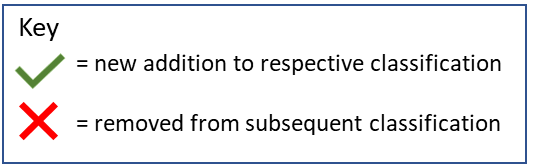 Key
= new addition to respective classification
= removed from subsequent classification